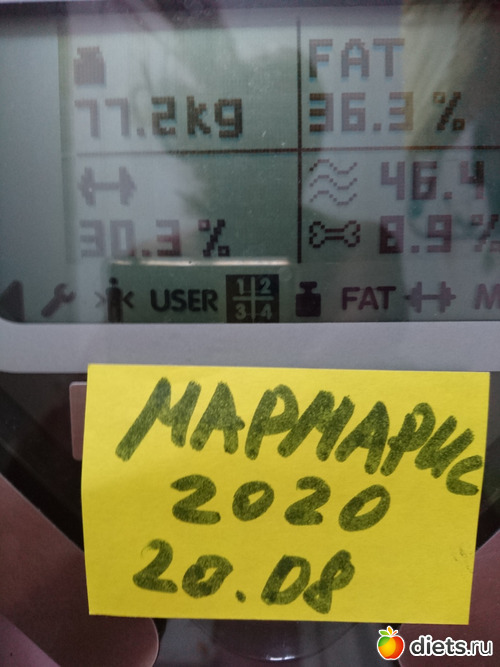 FAT
77.2kg 36.3 %
46.4
30.3 % 8.9 %
USER 1 2 3 4 FAT M
МАРМАРИС
2020
20.08
diets.ru